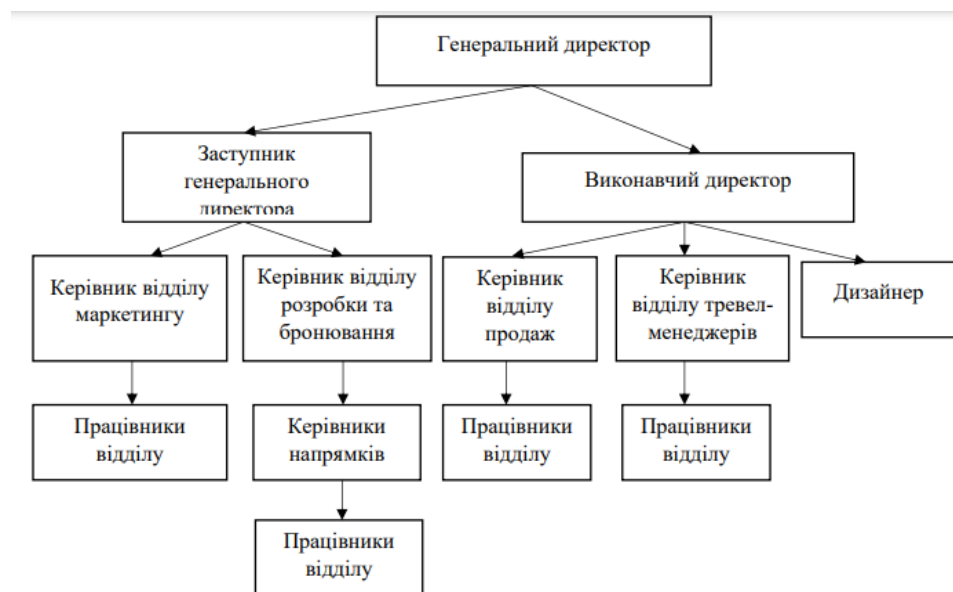 Генеральний директор
Заступник
генерального
директора
Виконавчий директор
Керівник відділу
маркетингу
Керівник відділу
розробки та
бронювання
Керівник
відділу
продаж
Керівник
відділу тревел-
менеджерів
Дизайнер
Працівники
відділу
Керівники
напрямків
Працівники
відділу
Працівники
відділу
Працівники
відділу